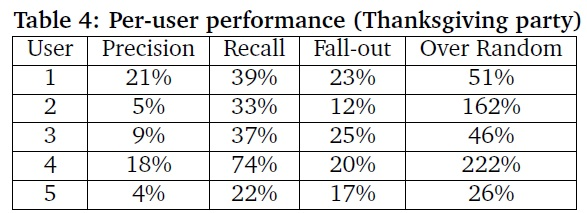 Table 4: Per-user performance (Thanksgiving party)
User Precision Recall Fall-out Over Random
1 21% 39% 23% 51%
2 5% 33% 12% 162%
3 9% 37% 25% 46%
4 18% 74% 20% 222%
5 4% 22% 17% 26%